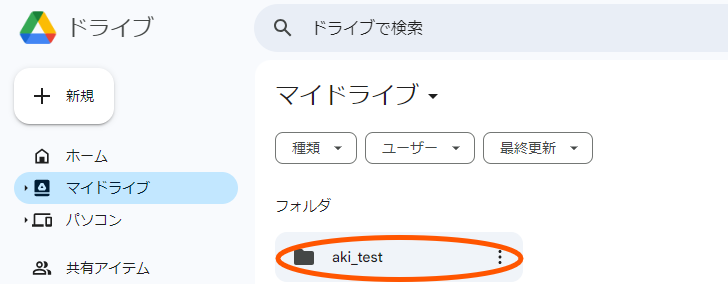 ドライブ
ドライブで検索
新規
マイドライブ
種類
ユーザー
最終更新
ホーム
マイドライブ
パソコン
共有アイテム
フォルダ
aki_test